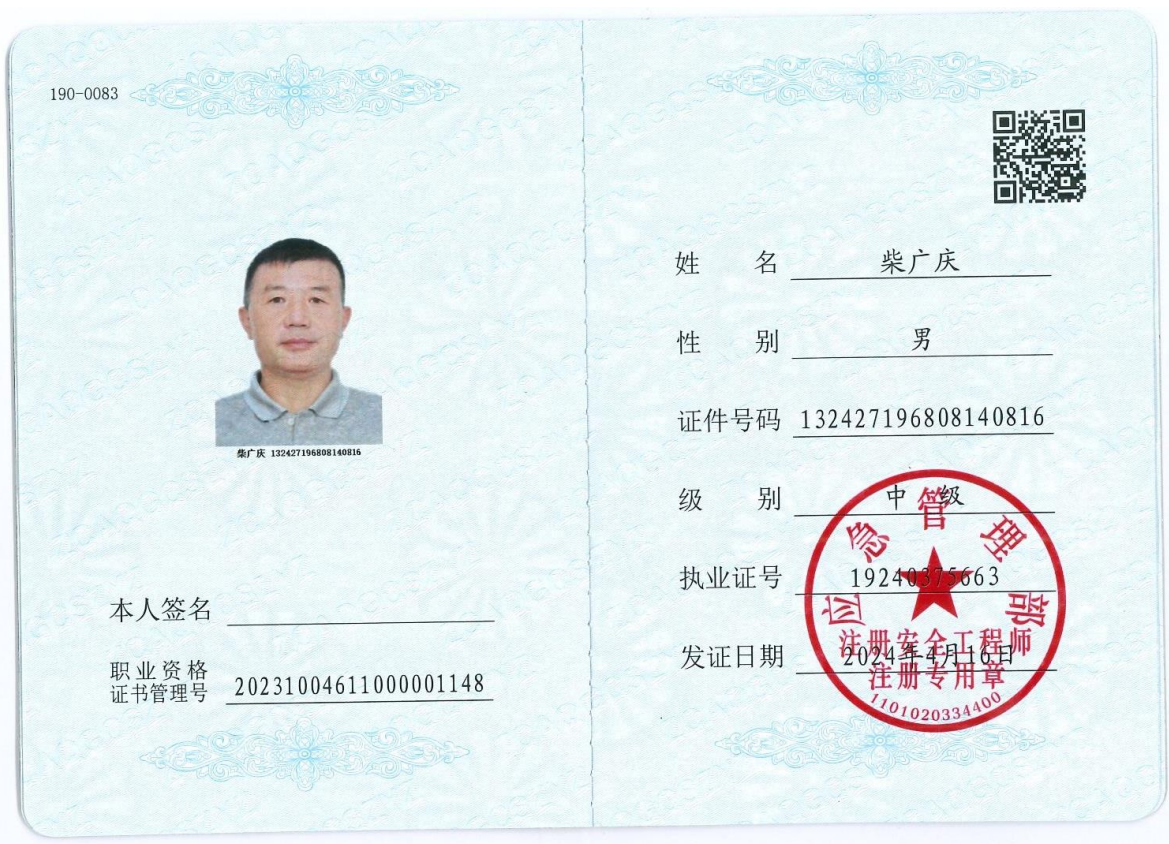 190-0083
柴广庆 132427196808140816
本人签名
职业资格
证书管理号 20231004611000001148
姓 名 柴广庆
性 别 男
证件号码 132427196808140816
级 别 中 级
执业证号 19240375663
发证日期 2024年4月16日
应急管理部
注册安全工程师
注册专用章
1101020334400